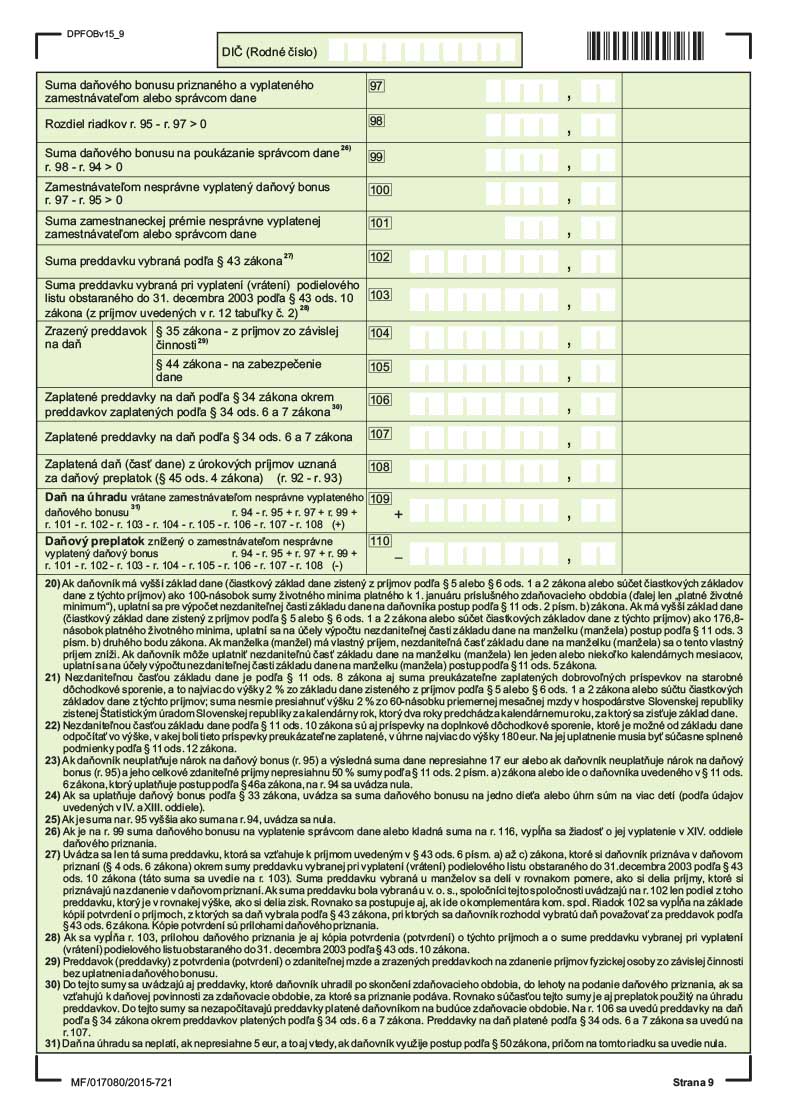 DPFOBv15_9
DIČ (Rodné číslo)
Suma daňového bonusu priznaného a vyplateného
zamestnávateľom alebo správcom dane
97
,
Rozdiel riadkov r. 95 - r. 97 > 0
98
,
Suma daňového bonusu na poukázanie správcom dane 26)
r. 98 - r. 94 > 0
99
,
Zamestnávateľom nesprávne vyplatený daňový bonus
r. 97 - r. 95 > 0
100
,
Suma zamestnaneckej prémie nesprávne vyplatenej
zamestnávateľom alebo správcom dane
101
,
Suma preddavku vybraná podľa § 43 zákona 27)
102
,
Suma preddavku vybraná pri vyplatení (vrátení) podielového
listu obstaraného do 31. decembra 2003 podľa § 43 ods. 10
zákona (z príjmov uvedených v r. 12 tabuľky č. 2) 28)
103
,
Zrazený preddavok
na daň
§ 35 zákona - z príjmov zo závislej
činnosti 29)
104
,
§ 44 zákona - na zabezpečenie
dane
105
,
Zaplatené preddavky na daň podľa § 34 zákona okrem
preddavkov zaplatených podľa § 34 ods. 6 a 7 zákona 30)
106
,
Zaplatené preddavky na daň podľa § 34 ods. 6 a 7 zákona
107
,
Zaplatená daň (časť dane) z úrokových príjmov uznaná
za daňový preplatok (§ 45 ods. 4 zákona) (r. 92 - r. 93)
108
,
Daň na úhradu vrátane zamestnávateľom nesprávne vyplateného
daňového bonusu 31) r. 94 - r. 95 + r. 97 + r. 99 +
r. 101 - r. 102 - r. 103 - r. 104 - r. 105 - r. 106 - r. 107 - r. 108 (+)
109
+ ,
Daňový preplatok znížený o zamestnávateľom nesprávne
vyplatený daňový bonus r. 94 - r. 95 + r. 97 + r. 99 +
r. 101 - r. 102 - r. 103 - r. 104 - r. 105 - r. 106 - r. 107 - r. 108 (-)
110
– ,
20) Ak daňovník má vyšší základ dane (čiastkový základ dane zistený z príjmov podľa § 5 alebo § 6 ods. 1 a 2 zákona alebo súčet čiastkových základov
dane z týchto príjmov) ako 100-násobok sumy životného minima platného k 1. januáru príslušného zdaňovacieho obdobia (ďalej len „platné životné
minimum“), uplatní sa pre výpočet nezdaniteľnej časti základu dane na daňovníka postup podľa § 11 ods. 2 písm. b) zákona. Ak má vyšší základ dane
(čiastkový základ dane zistený z príjmov podľa § 5 alebo § 6 ods. 1 a 2 zákona alebo súčet čiastkových základov dane z týchto príjmov) ako 176,8-
násobok platného životného minima, uplatní sa na účely výpočtu nezdaniteľnej časti základu dane na manželku (manžela) postup podľa § 11 ods. 3
písm. b) druhého bodu zákona. Ak manželka (manžel) má vlastný príjem, nezdaniteľná časť základu dane na manželku (manžela) sa o tento vlastný
príjem zníži. Ak daňovník môže uplatniť nezdaniteľnú časť základu dane na manželku (manžela) len jeden alebo niekoľko kalendárnych mesiacov,
uplatní sa na účely výpočtu nezdaniteľnej časti základu dane na manželku (manžela) postup podľa § 11 ods. 5 zákona.
21) Nezdaniteľnou časťou základu dane je podľa § 11 ods. 8 zákona aj suma preukázateľne zaplatených dobrovoľných príspevkov na starobné
dôchodkové sporenie, a to najviac do výšky 2 % zo základu dane zisteného z príjmov podľa § 5 alebo § 6 ods. 1 a 2 zákona alebo súčtu čiastkových
základov dane z týchto príjmov; suma nesmie presiahnuť výšku 2 % zo 60-násobku priemernej mesačnej mzdy v hospodárstve Slovenskej republiky
zistenej Štatistickým úradom Slovenskej republiky za kalendárny rok, ktorý dva roky predchádza kalendárnemu roku, za ktorý sa zisťuje základ dane.
22) Nezdaniteľnou časťou základu dane podľa § 11 ods. 10 zákona sú aj príspevky na doplnkové dôchodkové sporenie, ktoré je možné od základu dane
odpočítať vo výške, v akej boli tieto príspevky preukázateľne zaplatené, v úhrne najviac do výšky 180 eur. Na jej uplatnenie musia byť súčasne splnené
podmienky podľa § 11 ods. 12 zákona.
23) Ak daňovník neuplatňuje nárok na daňový bonus (r. 95) a výsledná suma dane nepresiahne 17 eur alebo ak daňovník neuplatňuje nárok na daňový
bonus (r. 95) a jeho celkové zdaniteľné príjmy nepresiahnu 50 % sumy podľa § 11 ods. 2 písm. a) zákona alebo ide o daňovníka uvedeného v § 11 ods.
6 zákona, ktorý uplatňuje postup podľa § 46a zákona, na r. 94 sa uvádza nula.
24) Ak sa uplatňuje daňový bonus podľa § 33 zákona, uvádza sa suma daňového bonusu na jedno dieťa alebo úhrn súm na viac detí (podľa údajov
uvedených v IV. a XIII. oddiele).
25) Ak je suma na r. 95 vyššia ako suma na r. 94, uvádza sa nula.
26) Ak je na r. 99 suma daňového bonusu na vyplatenie správcom dane alebo kladná suma na r. 116, vypĺňa sa žiadosť o jej vyplatenie v XIV. oddiele
daňového priznania.
27) Uvádza sa len tá suma preddavku, ktorá sa vzťahuje k príjmom uvedeným v § 43 ods. 6 písm. a) až c) zákona, ktoré si daňovník priznáva v daňovom
priznaní (§ 4 ods. 6 zákona) okrem sumy preddavku vybranej pri vyplatení (vrátení) podielového listu obstaraného do 31.decembra 2003 podľa § 43
ods. 10 zákona (táto suma sa uvedie na r. 103). Suma preddavku vybraná u manželov sa delí v rovnakom pomere, ako si delia príjmy, ktoré si
priznávajú na zdanenie v daňovom priznaní. Ak suma preddavku bola vybraná u v. o. s., spoločníci tejto spoločnosti uvádzajú na r. 102 len podiel z toho
preddavku, ktorý je v rovnakej výške, ako si delia zisk. Rovnako sa postupuje aj, ak ide o komplementára kom. spol. Riadok 102 sa vypĺňa na základe
kópií potvrdení o príjmoch, z ktorých sa daň vybrala podľa § 43 zákona, pri ktorých sa daňovník rozhodol vybratú daň považovať za preddavok podľa
§ 43 ods. 6 zákona. Kópie potvrdení sú prílohami daňového priznania.
28) Ak sa vypĺňa r. 103, prílohou daňového priznania je aj kópia potvrdenia (potvrdení) o týchto príjmoch a o sume preddavku vybranej pri vyplatení
(vrátení) podielového listu obstaraného do 31. decembra 2003 podľa § 43 ods. 10 zákona.
29) Preddavok (preddavky) z potvrdenia (potvrdení) o zdaniteľnej mzde a zrazených preddavkoch na zdanenie príjmov fyzickej osoby zo závislej činnosti
bez uplatnenia daňového bonusu.
30) Do tejto sumy sa uvádzajú aj preddavky, ktoré daňovník uhradil po skončení zdaňovacieho obdobia, do lehoty na podanie daňového priznania, ak sa
vzťahujú k daňovej povinnosti za zdaňovacie obdobie, za ktoré sa priznanie podáva. Rovnako súčasťou tejto sumy je aj preplatok použitý na úhradu
preddavkov. Do tejto sumy sa nezapočítavajú preddavky platené daňovníkom na budúce zdaňovacie obdobie. Na r. 106 sa uvedú preddavky na daň
podľa § 34 zákona okrem preddavkov platených podľa § 34 ods. 6 a 7 zákona. Preddavky na daň platené podľa § 34 ods. 6 a 7 zákona sa uvedú na
r. 107.
31) Daň na úhradu sa neplatí, ak nepresiahne 5 eur, a to aj vtedy, ak daňovník využije postup podľa § 50 zákona, pričom na tomto riadku sa uvedie nula.
MF/017080/2015-721
Strana 9